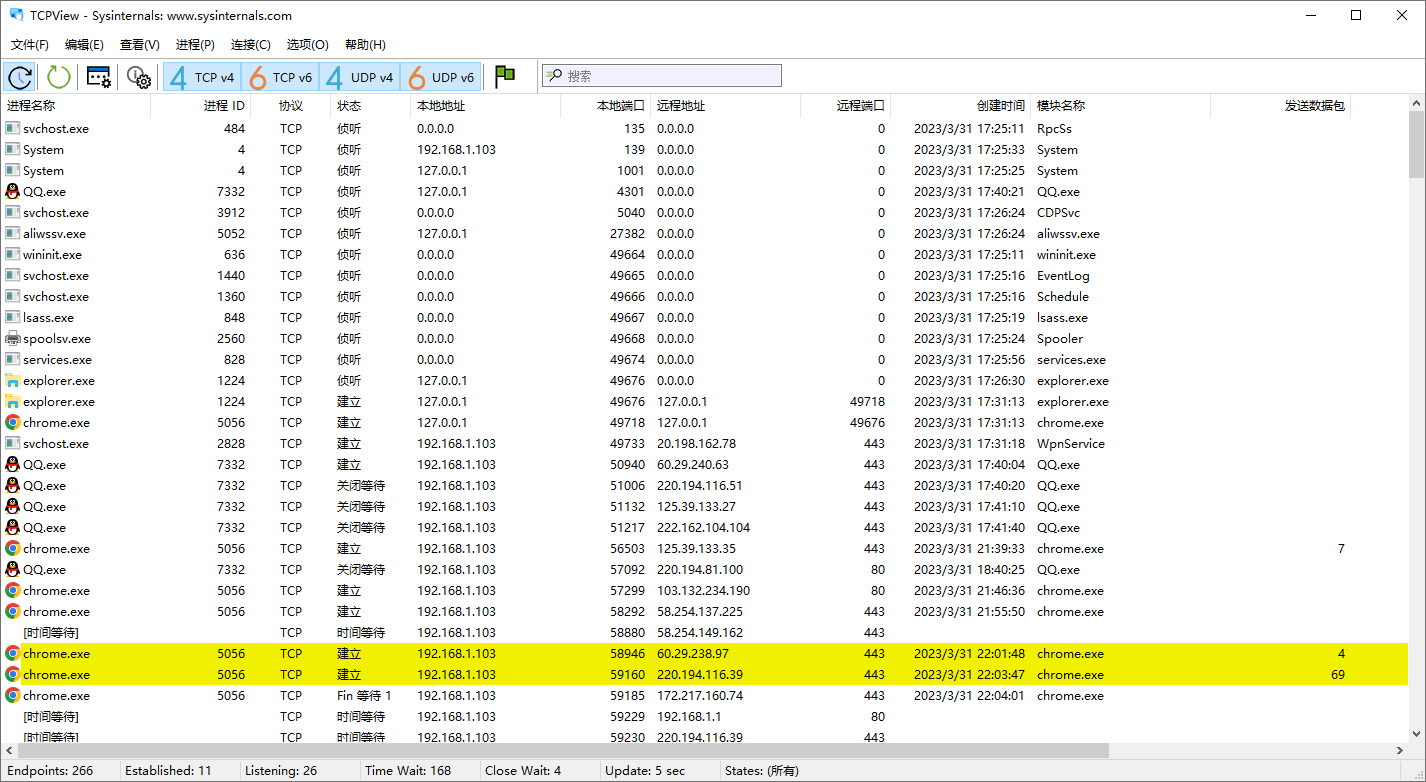 TCPView - Sysinternals: www.sysinternals.com
文件(F) 编辑(E) 查看(V) 进程(P) 连接(C) 选项(O) 帮助(H)
4 TCP v4 6 TCP v6 4 UDP v4 6 UDP v6 搜索
进程名称 进程 ID 协议 状态 本地地址 本地端口 远程地址 远程端口 创建时间 模块名称 发送数据包
svchost.exe 484 TCP 侦听 0.0.0.0 135 0.0.0.0 0 2023/3/31 17:25:11 RpcSs
System 4 TCP 侦听 192.168.1.103 139 0.0.0.0 0 2023/3/31 17:25:33 System
System 4 TCP 侦听 127.0.0.1 1001 0.0.0.0 0 2023/3/31 17:25:25 System
QQ.exe 7332 TCP 侦听 127.0.0.1 4301 0.0.0.0 0 2023/3/31 17:40:21 QQ.exe
svchost.exe 3912 TCP 侦听 0.0.0.0 5040 0.0.0.0 0 2023/3/31 17:26:24 CDPSvc
aliwssv.exe 5052 TCP 侦听 127.0.0.1 27382 0.0.0.0 0 2023/3/31 17:26:24 aliwssv.exe
wininit.exe 636 TCP 侦听 0.0.0.0 49664 0.0.0.0 0 2023/3/31 17:25:11 wininit.exe
svchost.exe 1440 TCP 侦听 0.0.0.0 49665 0.0.0.0 0 2023/3/31 17:25:16 EventLog
svchost.exe 1360 TCP 侦听 0.0.0.0 49666 0.0.0.0 0 2023/3/31 17:25:16 Schedule
lsass.exe 848 TCP 侦听 0.0.0.0 49667 0.0.0.0 0 2023/3/31 17:25:19 lsass.exe
spoolsv.exe 2560 TCP 侦听 0.0.0.0 49668 0.0.0.0 0 2023/3/31 17:25:24 Spooler
services.exe 828 TCP 侦听 0.0.0.0 49674 0.0.0.0 0 2023/3/31 17:25:56 services.exe
explorer.exe 1224 TCP 侦听 127.0.0.1 49676 0.0.0.0 0 2023/3/31 17:26:30 explorer.exe
explorer.exe 1224 TCP 建立 127.0.0.1 49676 127.0.0.1 49718 2023/3/31 17:31:13 explorer.exe
chrome.exe 5056 TCP 建立 127.0.0.1 49718 127.0.0.1 49676 2023/3/31 17:31:13 chrome.exe
svchost.exe 2828 TCP 建立 192.168.1.103 49733 20.198.162.78 443 2023/3/31 17:31:18 WpnService
QQ.exe 7332 TCP 建立 192.168.1.103 50940 60.29.240.63 443 2023/3/31 17:40:04 QQ.exe
QQ.exe 7332 TCP 关闭等待 192.168.1.103 51006 220.194.116.51 443 2023/3/31 17:40:20 QQ.exe
QQ.exe 7332 TCP 关闭等待 192.168.1.103 51132 125.39.133.27 443 2023/3/31 17:41:10 QQ.exe
QQ.exe 7332 TCP 关闭等待 192.168.1.103 51217 222.162.104.104 443 2023/3/31 17:41:40 QQ.exe
chrome.exe 5056 TCP 建立 192.168.1.103 56503 125.39.133.35 443 2023/3/31 21:39:33 chrome.exe 7
QQ.exe 7332 TCP 关闭等待 192.168.1.103 57092 220.194.81.100 80 2023/3/31 18:40:25 QQ.exe
chrome.exe 5056 TCP 建立 192.168.1.103 57299 103.132.234.190 80 2023/3/31 21:46:36 chrome.exe
chrome.exe 5056 TCP 建立 192.168.1.103 58292 58.254.137.225 443 2023/3/31 21:55:50 chrome.exe
[时间等待] TCP 时间等待 192.168.1.103 58880 58.254.149.162 443
chrome.exe 5056 TCP 建立 192.168.1.103 58946 60.29.238.97 443 2023/3/31 22:01:48 chrome.exe 4
chrome.exe 5056 TCP 建立 192.168.1.103 59160 220.194.116.39 443 2023/3/31 22:03:47 chrome.exe 69
chrome.exe 5056 TCP Fin 等待 1 192.168.1.103 59185 172.217.160.74 443 2023/3/31 22:04:01 chrome.exe
[时间等待] TCP 时间等待 192.168.1.103 59229 192.168.1.1 80
[时间等待] TCP 时间等待 192.168.1.103 59230 220.194.116.39 443
Endpoints: 266 Established: 11 Listening: 26 Time Wait: 168 Close Wait: 4 Update: 5 sec States: (所有)